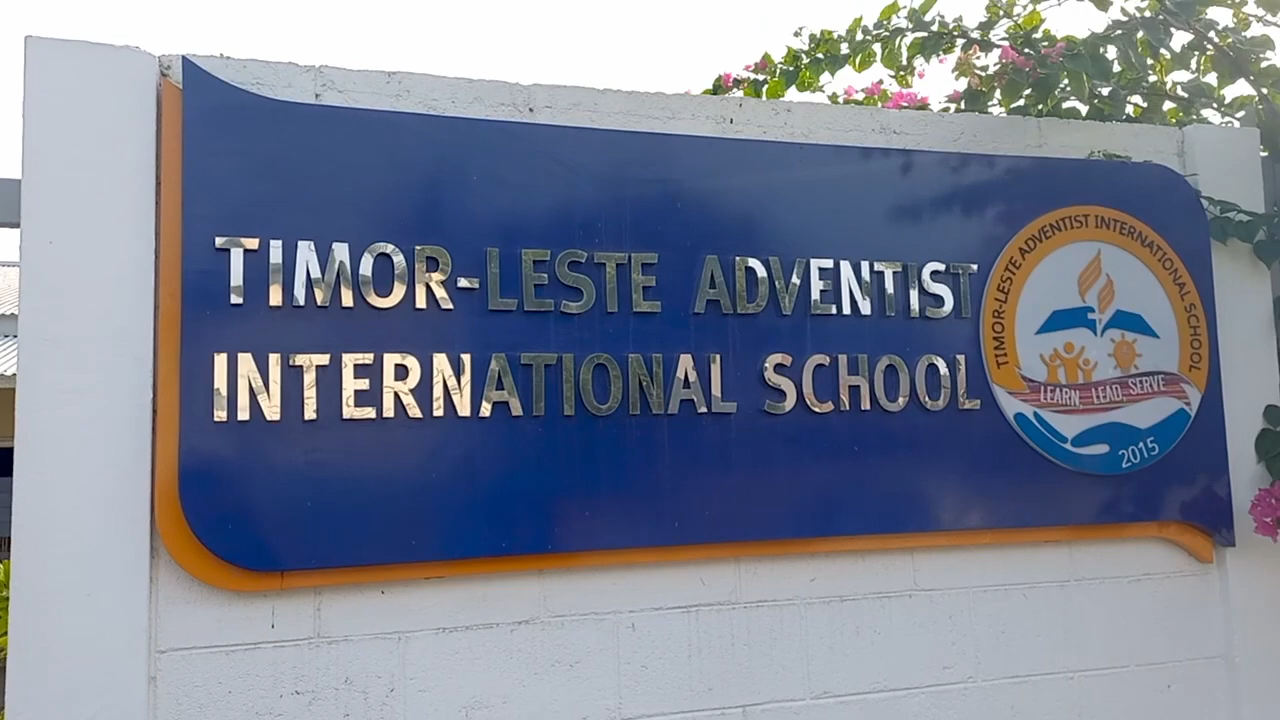 TIMOR-LESTE ADVENTIST
INTERNATIONAL SCHOOL
TIMOR-LESTE ADVENTIST INTERNATIONAL SCHOOL
LEARN, LEAD, SERVE
2015